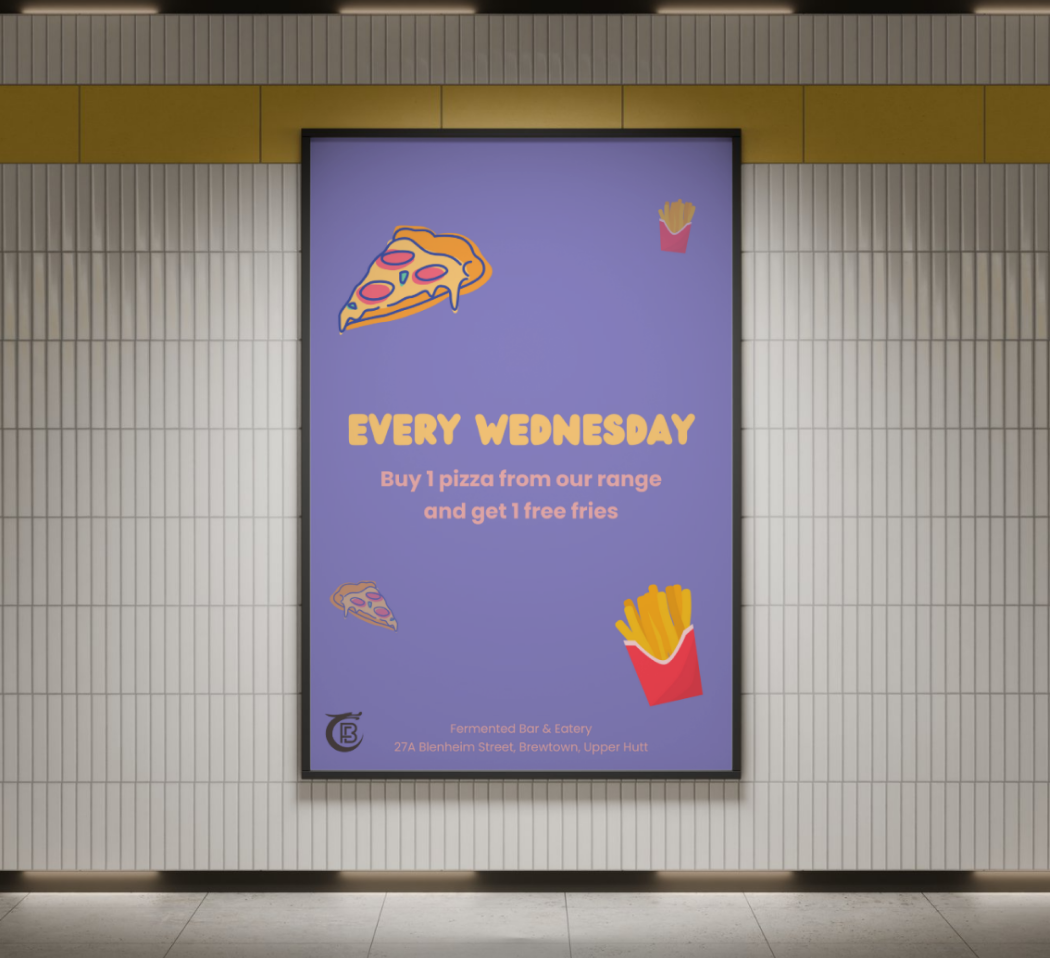 EVERY WEDNESDAY
Buy 1 pizza from our range
and get 1 free fries
Fermented Bar & Eatery
27A Blenheim Street, Brewtown, Upper Hutt